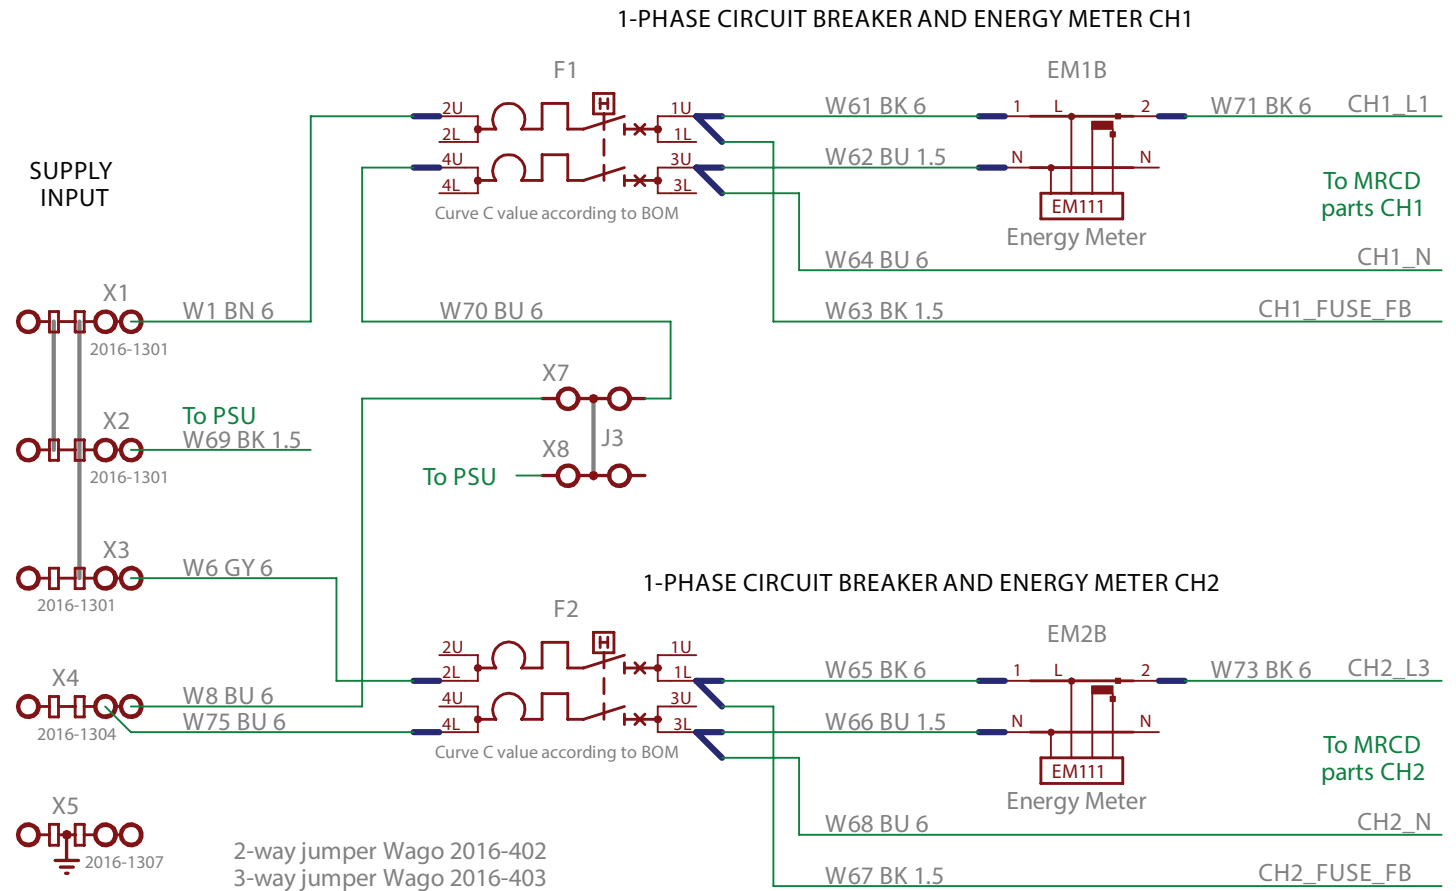 1-PHASE CIRCUIT BREAKER AND ENERGY METER CH1
F1
EM1B
2U
H
1U
W61 BK 6
1
L
2
W71 BK 6
CH1_L1
2L
1L
4U
3U
W62 BU 1.5
N
N
SUPPLY
INPUT
4L
3L
To MRCD
parts CH1
EM111
Curve C value according to BOM
Energy Meter
W64 BU 6
CH1_N
X1
W1 BN 6
W70 BU 6
W63 BK 1.5
CH1_FUSE_FB
2016-1301
X7
To PSU
X2
W69 BK 1.5
J3
X8
2016-1301
To PSU
X3
W6 GY 6
2016-1301
1-PHASE CIRCUIT BREAKER AND ENERGY METER CH2
F2
EM2B
2U
H
1U
2L
1L
W65 BK 6
1
L
2
W73 BK 6
CH2_L3
X4
W8 BU 6
4U
3U
W75 BU 6
4L
3L
W66 BU 1.5
N
N
2016-1304
Curve C value according to BOM
To MRCD
parts CH2
EM111
Energy Meter
X5
W68 BU 6
CH2_N
2016-1307
2-way jumper Wago 2016-402
3-way jumper Wago 2016-403
W67 BK 1.5
CH2_FUSE_FB